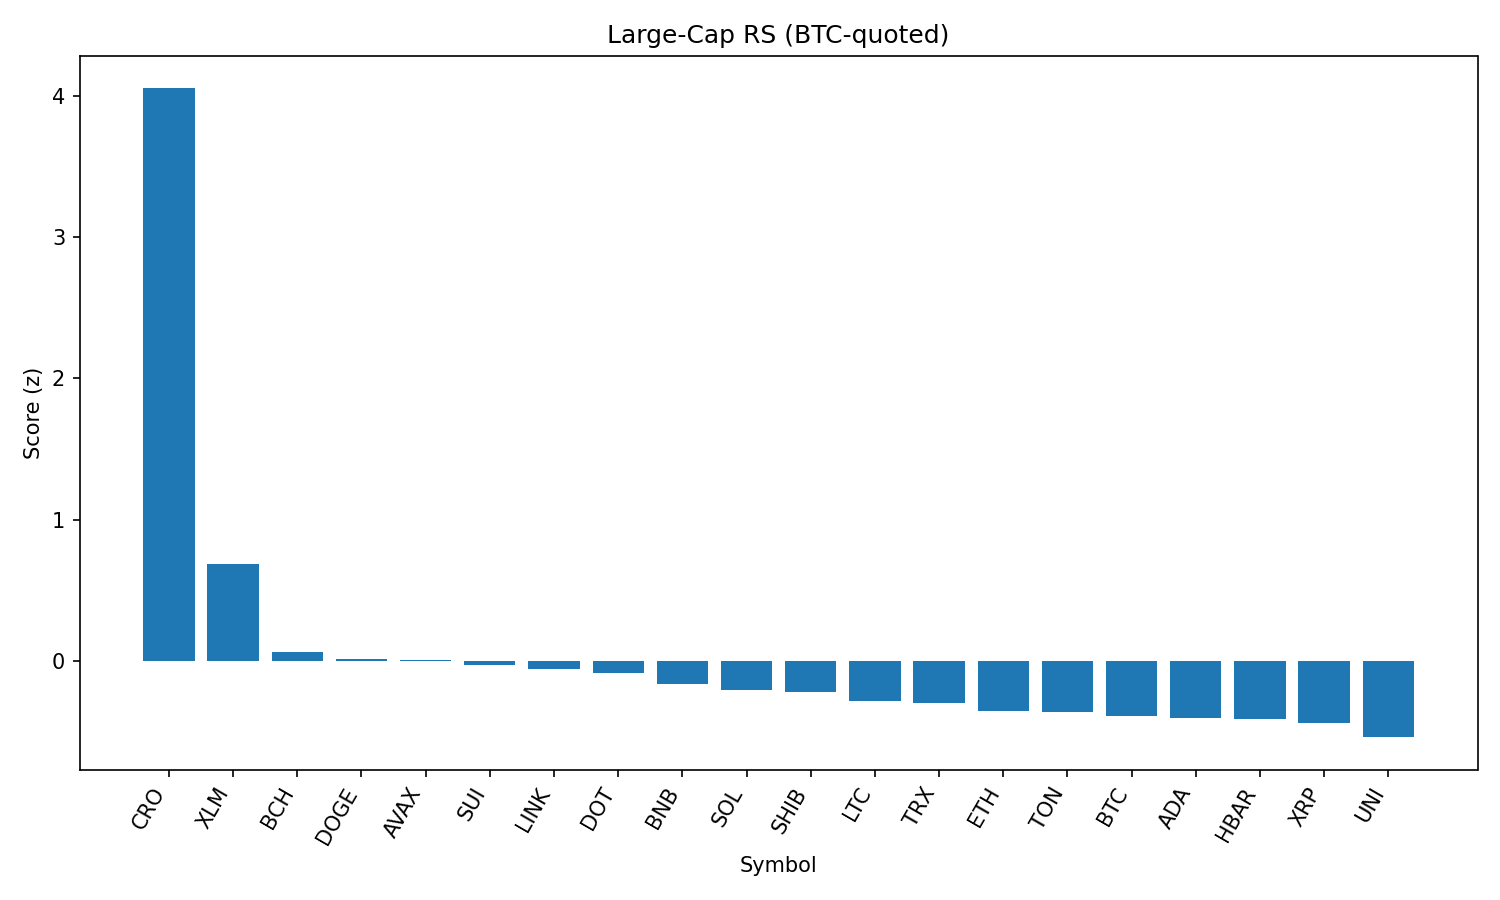 Large-Cap RS (BTC-quoted)
4
3
2
1
0
Score (z)
CRO
XLM
BCH
DOGE
AVAX
SUI
LINK
DOT
BNB
SOL
SHIB
LTC
TRX
ETH
TON
BTC
ADA
HBAR
XRP
UNI
Symbol